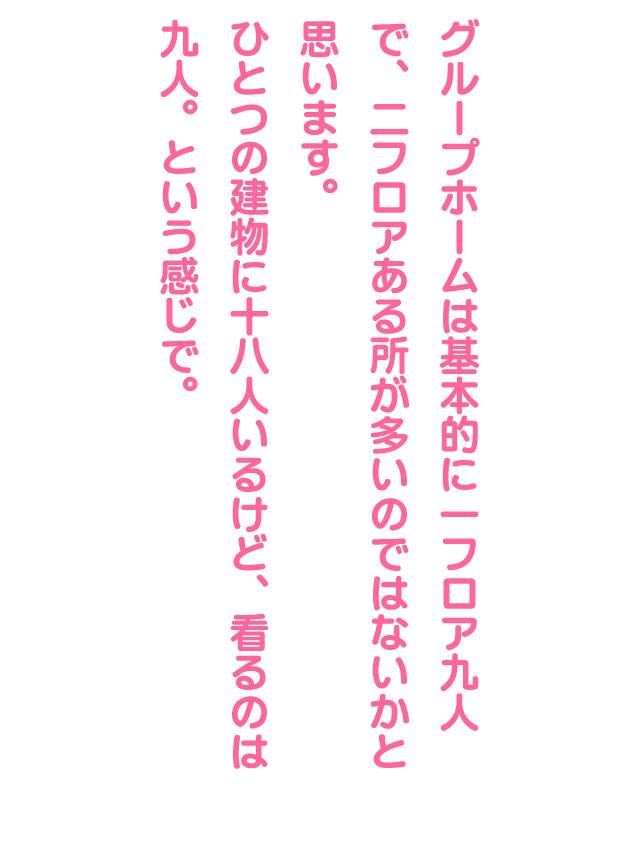 グループホームは基本的に一フロア九人
で、二フロアある所が多いのではないかと
思います。
ひとつの建物に十八人いるけど、看るのは
九人。という感じで。